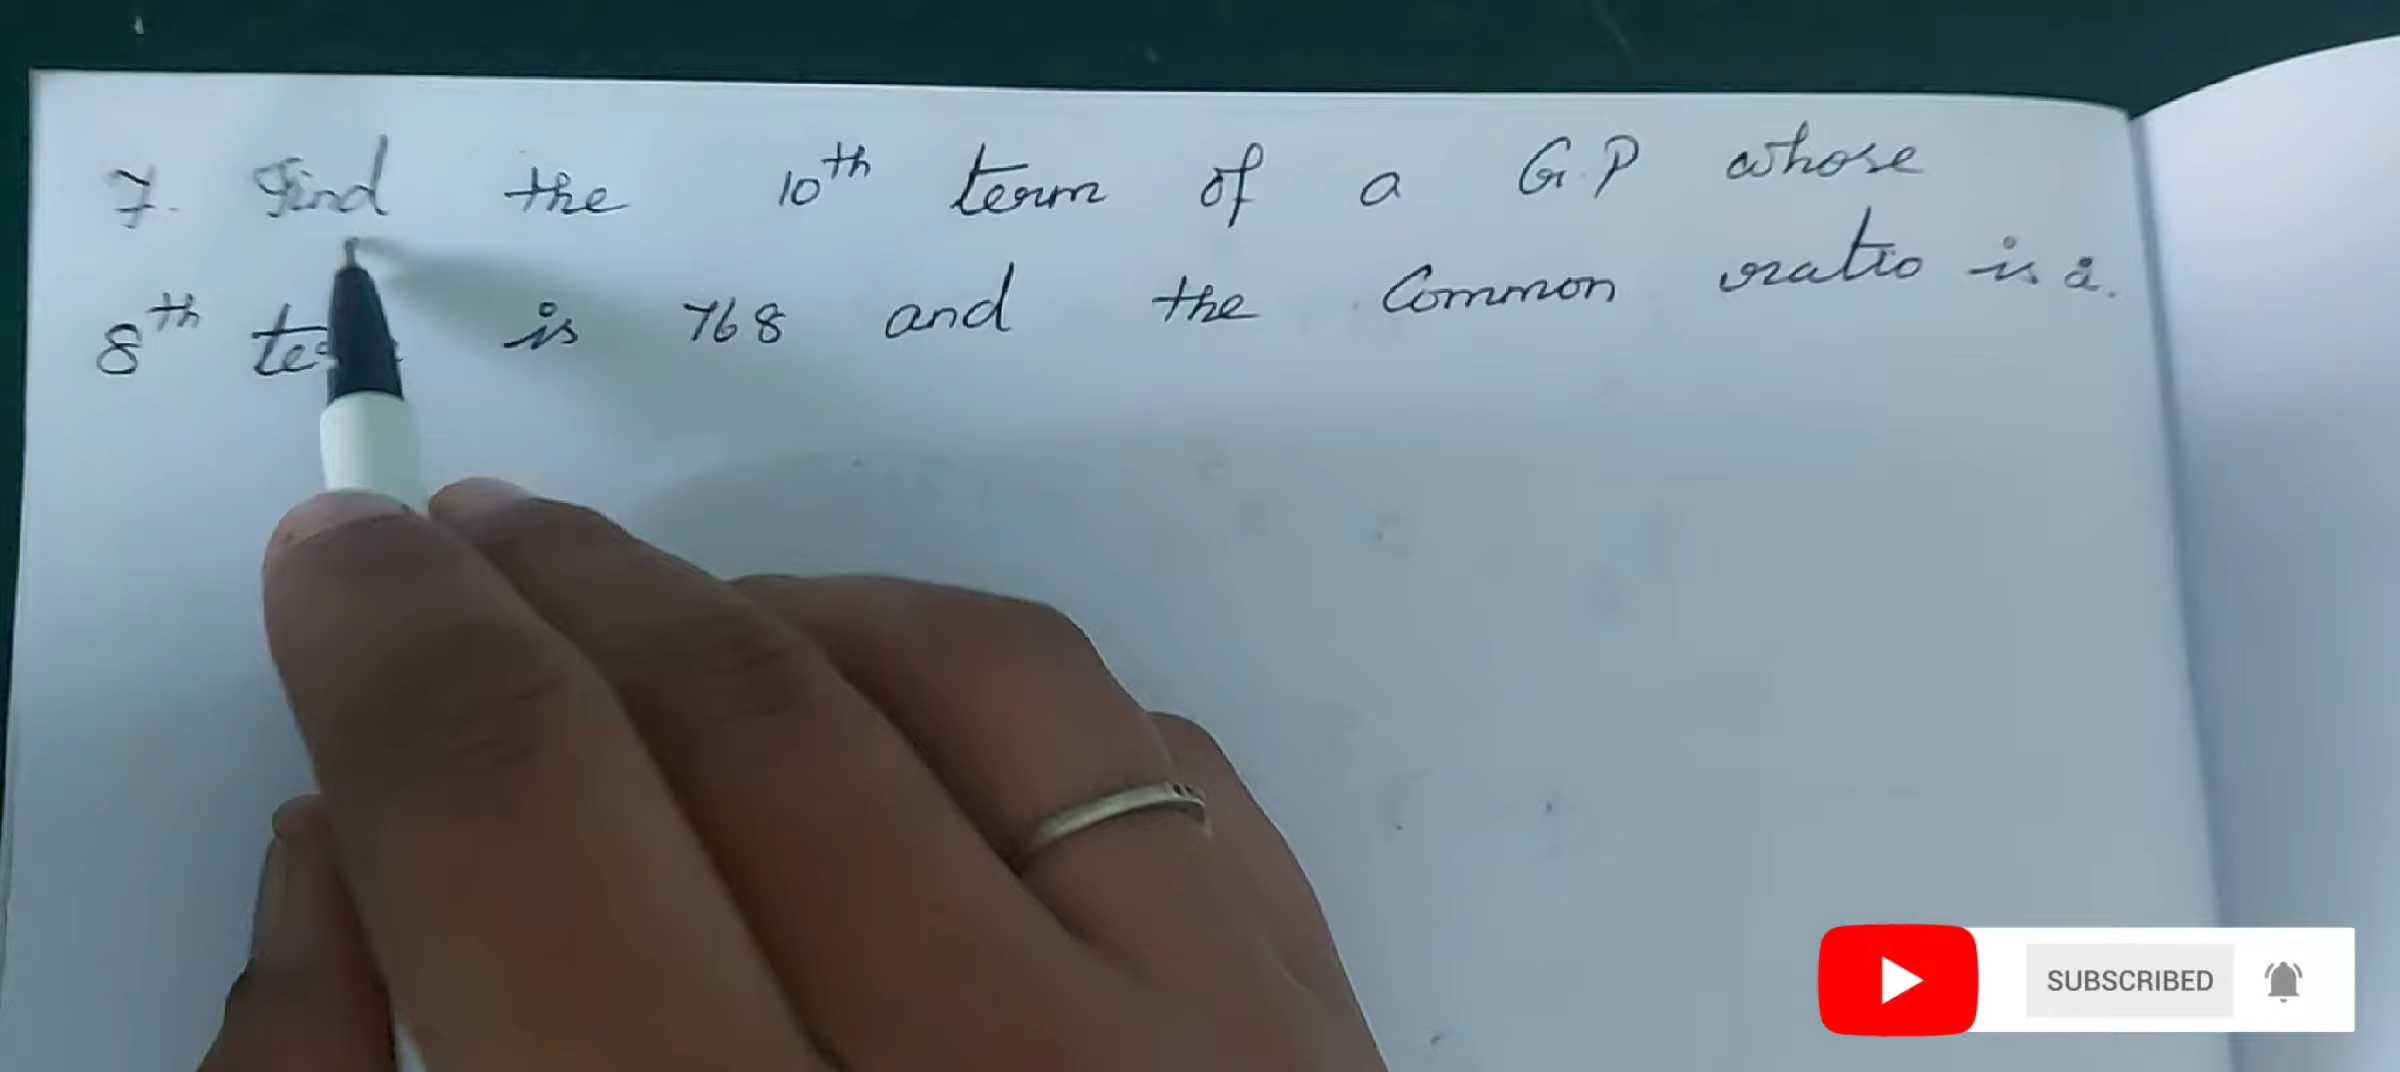 7. Find the 10th term of a G.P whose
8th is 768 and the Common ratio is 2.
SUBSCRIBED